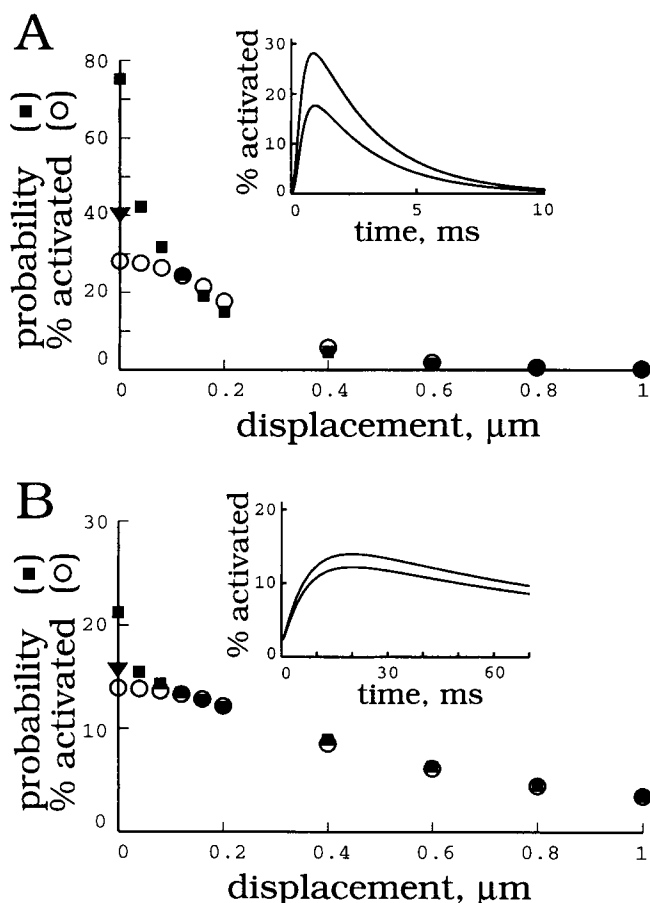 A
80
60
40
20
0
probability (■)
% activated (○)
0 0.2 0.4 0.6 0.8 1
displacement, µm
30
20
10
0
% activated
0 5 10
time, ms
B
30
20
10
0
probability (■)
% activated (○)
0 0.2 0.4 0.6 0.8 1
displacement, µm
20
10
0
% activated
0 20 60
time, ms